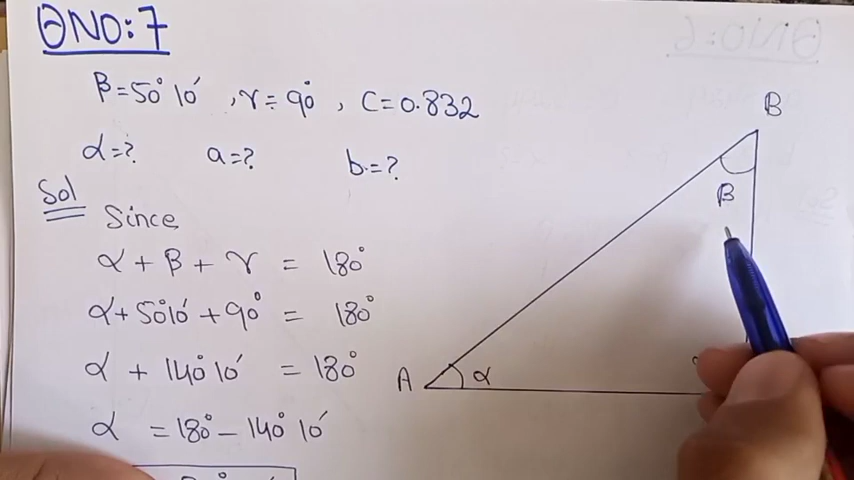 QNO:7
β=50°10′ ,γ=90° , C=0.832
α=? a=? b=?
Sol
Since
α + β + γ = 180°
α+50°10′+90° = 180°
α + 140°10′ = 180°
α = 180° - 140° 10′
B
β
A α